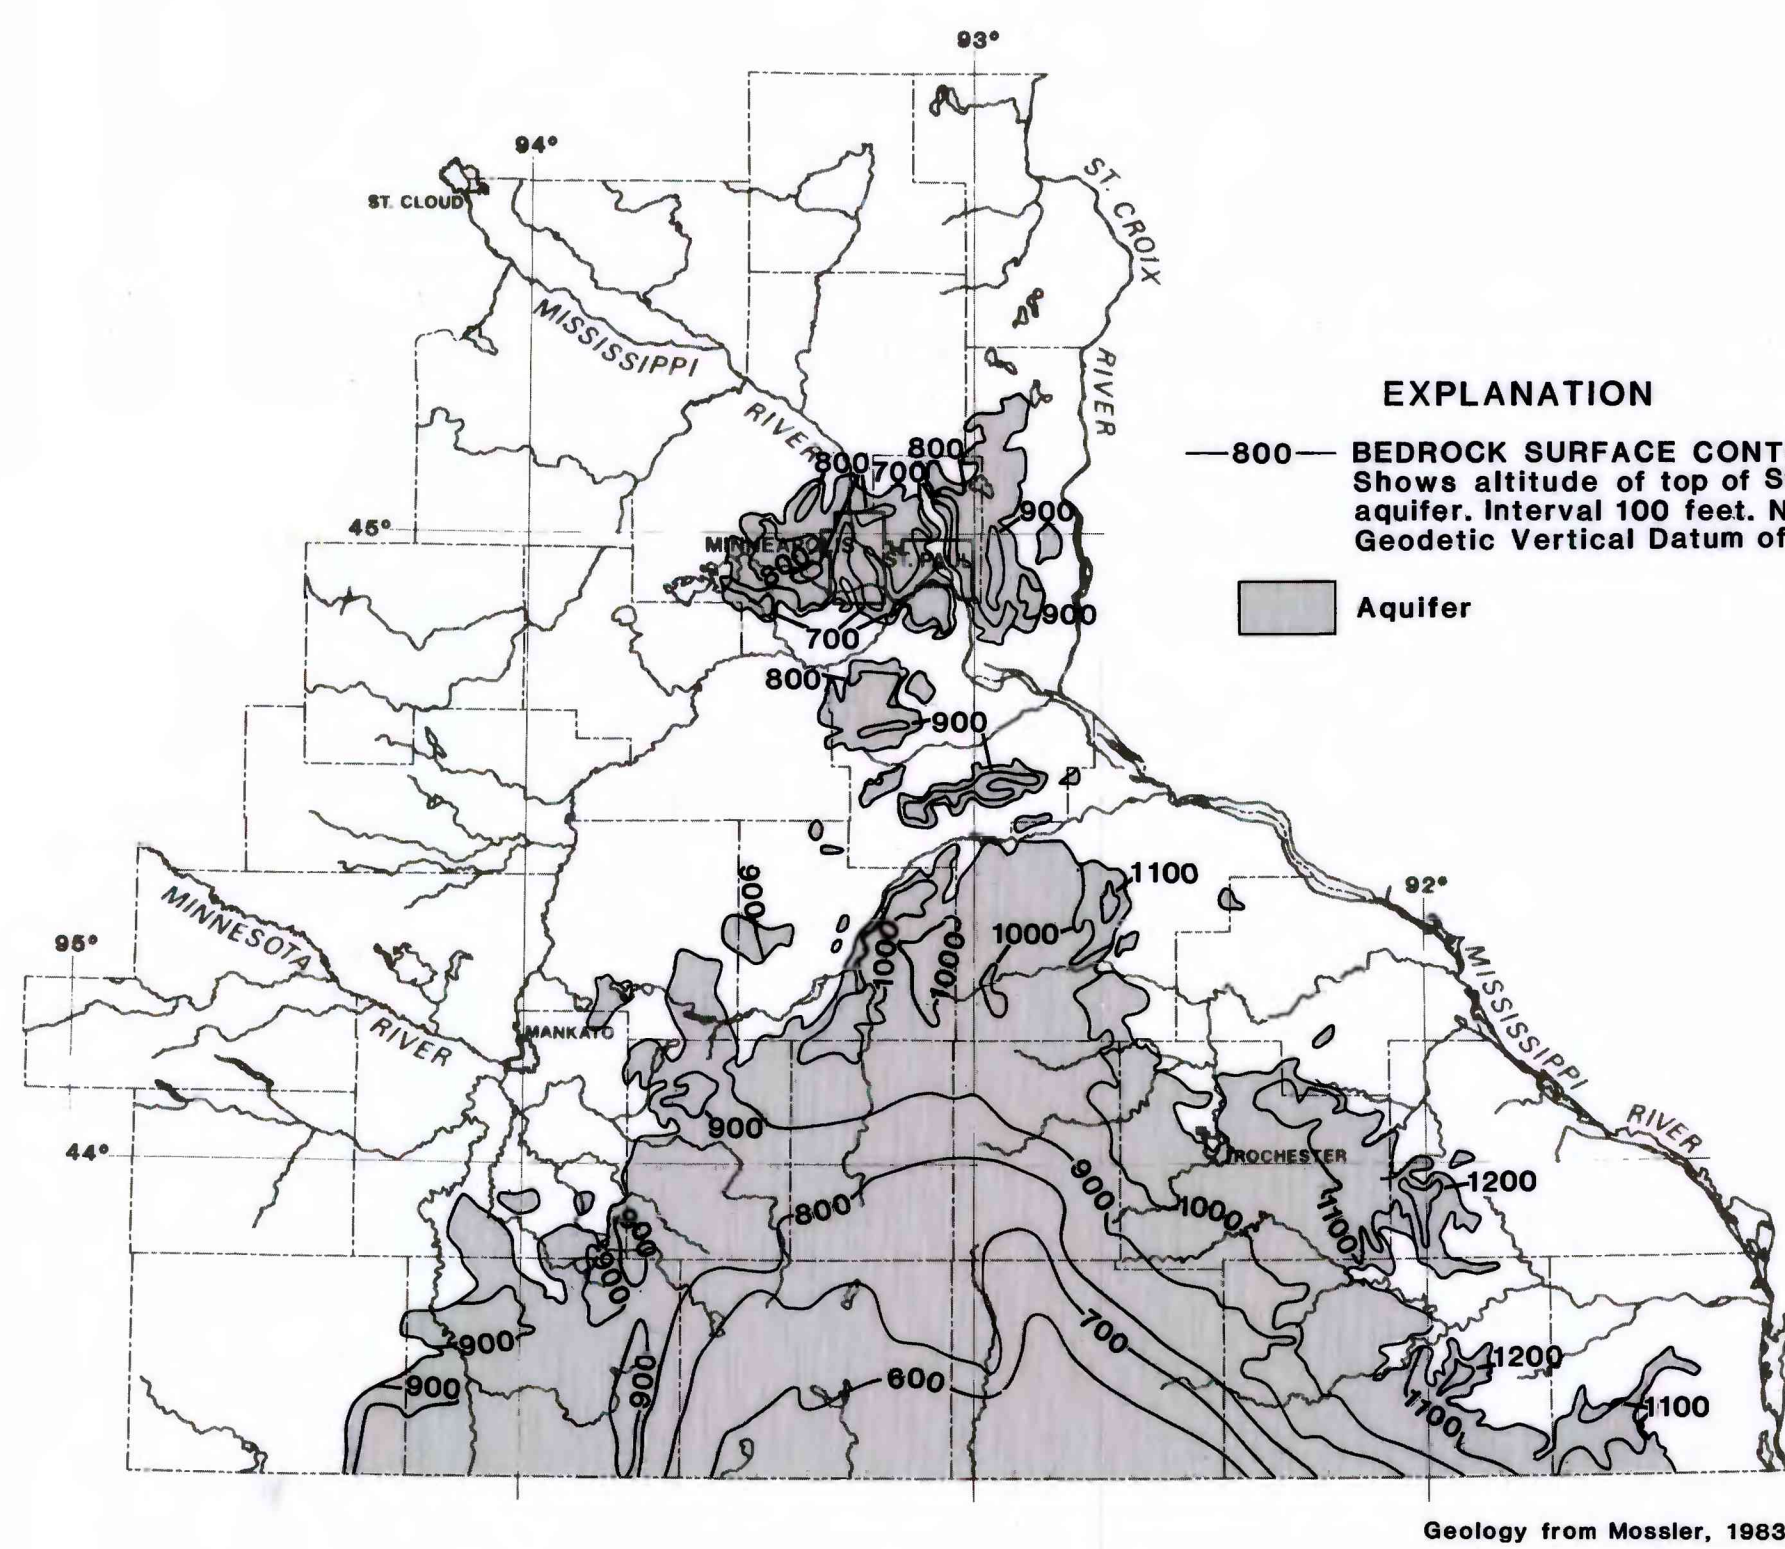 93°
94°
ST. CLOUD
ST. CROIX
RIVER
MISSISSIPPI
RIVER
EXPLANATION
—800— BEDROCK SURFACE CONT
Shows altitude of top of S
aquifer. Interval 100 feet. N
Geodetic Vertical Datum of
Aquifer
800
700
800
900
45°
MINNEAPOLIS
ST. PAUL
800
900
700
800
900
1100
92°
900
MINNESOTA
RIVER
95°
1000
1000
1000
MISSISSIPPI
RIVER
MANKATO
900
44°
ROCHESTER
900
1200
800
1000
1100
900
900
900
700
900
900
600
1200
1100
1100
Geology from Mossler, 1983